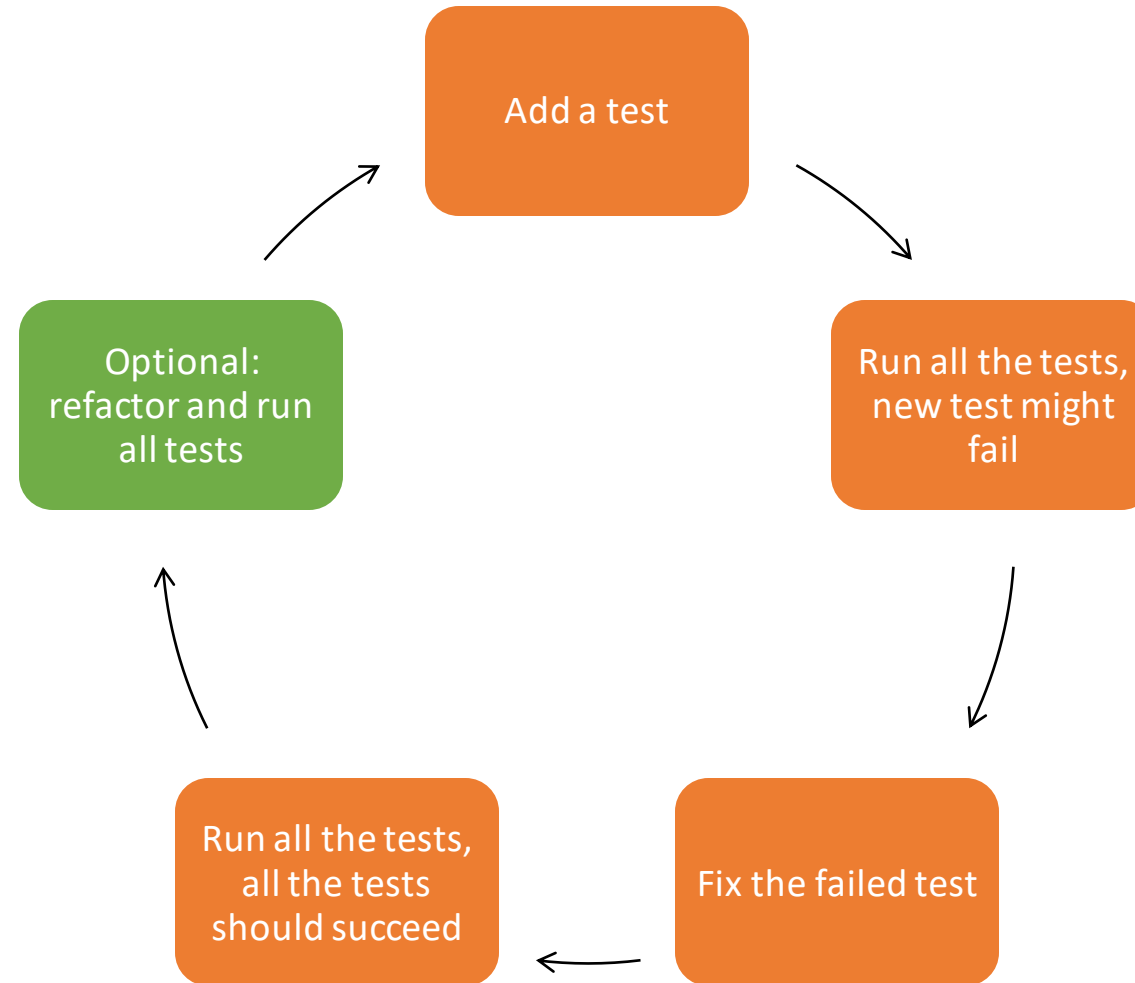 Add a test
Run all the tests,
new test might
fail
Fix the failed test
Run all the tests,
all the tests
should succeed
Optional:
refactor and run
all tests